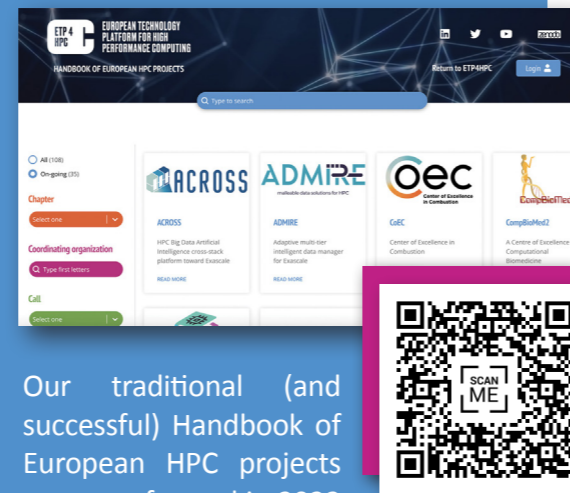 ETP 4
HPC
EUROPEAN TECHNOLOGY
PLATFORM FOR HIGH
PERFORMANCE COMPUTING
HANDBOOK OF EUROPEAN HPC PROJECTS
zenodo
Return to ETP4HPC
Login
Type to search
All (108)
On-going (35)
Chapter
Select one
Coordinating organization
Type first letters
Call
Select one
ACROSS
ACROSS
HPC Big Data Artificial
Intelligence cross-stack
platform toward Exascale
READ MORE
ADMIRE
malleable data solutions for HPC
ADMIRE
Adaptive multi-tier
intelligent data manager
for Exascale
READ MORE
CoEC
Center of Excellence
in Combustion
CoEC
Center of Excellence in
Combustion
CompBioMed2
A Centre of Excellence
Computational
Biomedicine
SCAN
ME
Our traditional (and
successful) Handbook of
European HPC projects